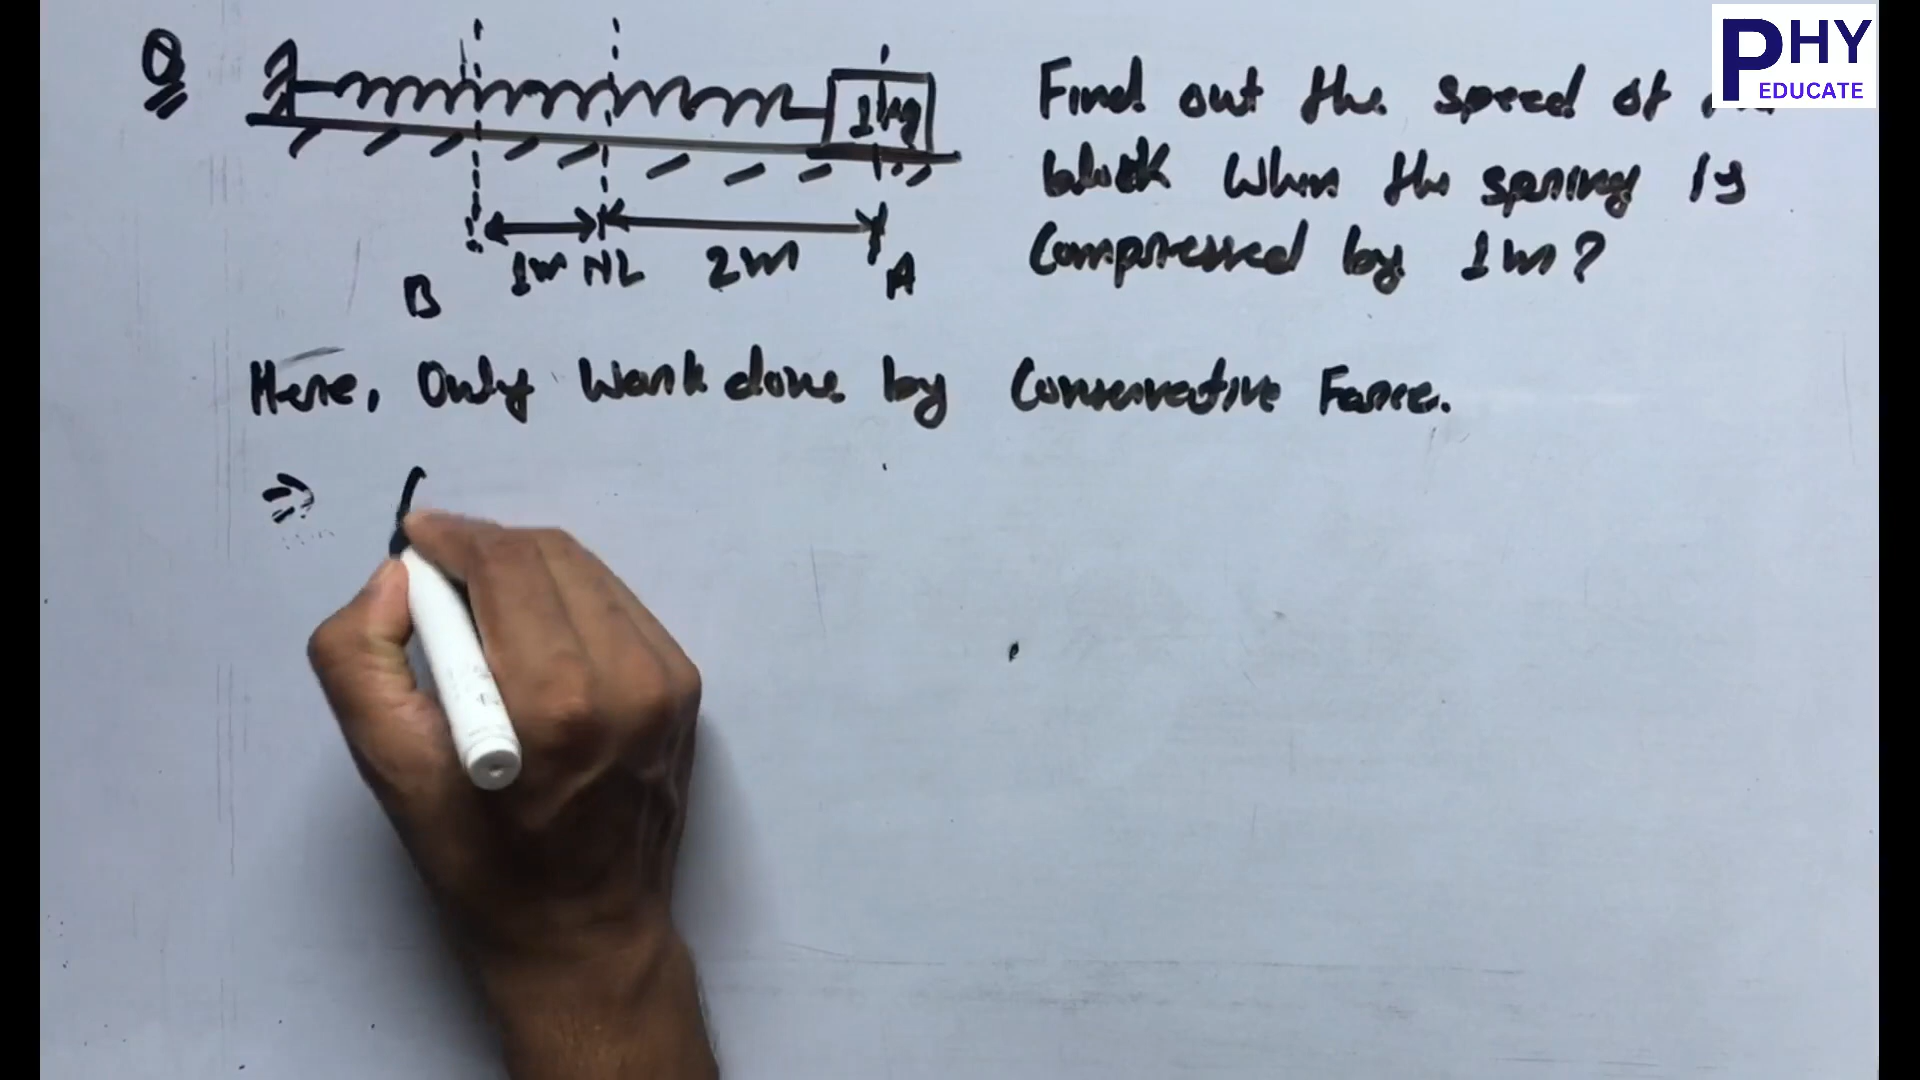 PHY
EDUCATE
Q
1kg
Find out the speed of
block when the spring is
compressed by 1m?
1m NL 2m
B A
Here, Only Work done by Conservative Force.
⇒ (